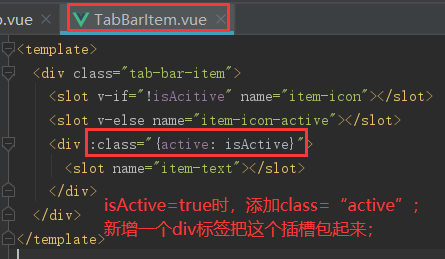 .vue × TabBarItem.vue ×
<template>
<div class="tab-bar-item">
<slot v-if="!isAcitive" name="item-icon"></slot>
<slot v-else name="item-icon-active"></slot>
<div :class="{active: isActive}">
<slot name="item-text"></slot>
</div>
</div>
</template>
isActive=true时，添加class=“active”；
新增一个div标签把这个插槽包起来；